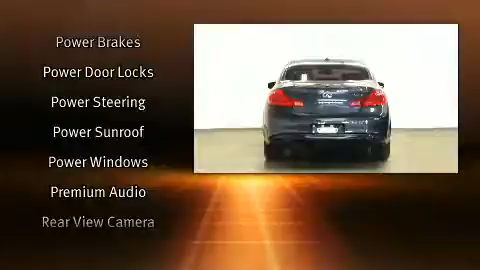 Power Brakes
Power Door Locks
Power Steering
Power Sunroof
Power Windows
Premium Audio
Rear View Camera